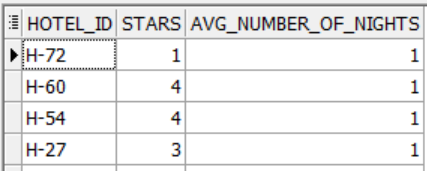 HOTEL_ID STARS AVG_NUMBER_OF_NIGHTS
H-72 1 1
H-60 4 1
H-54 4 1
H-27 3 1